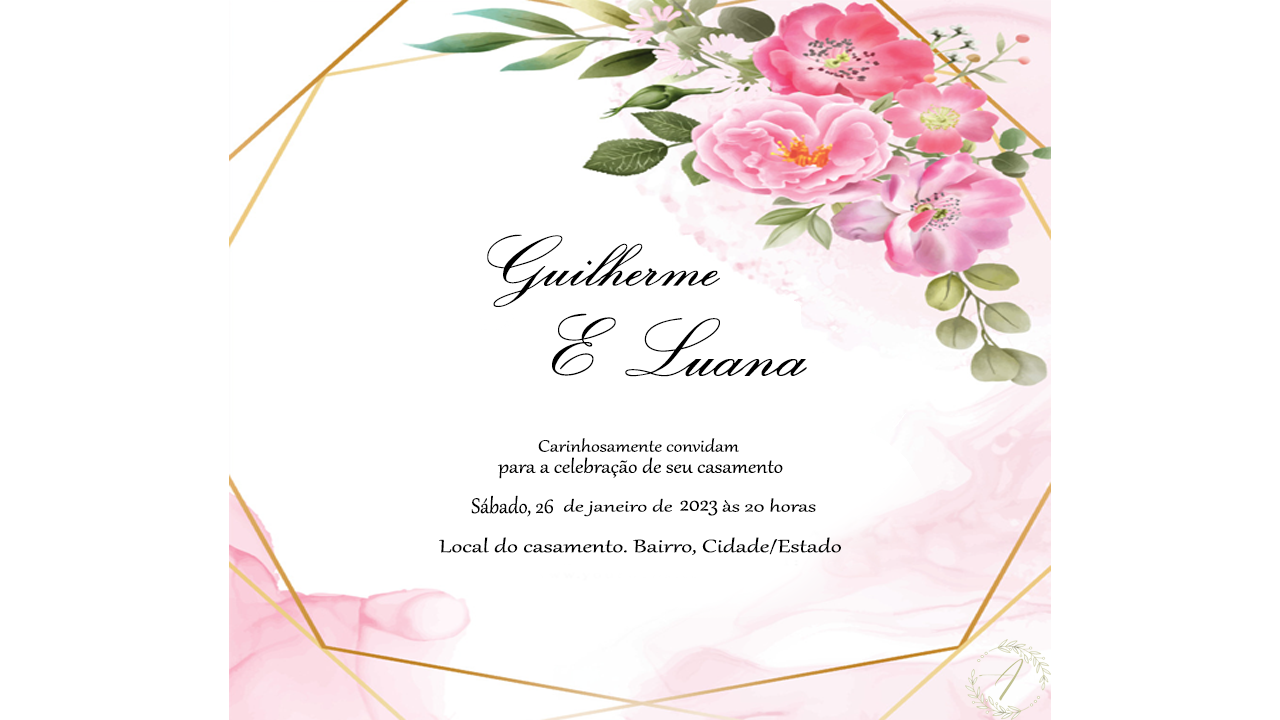 Guilherme
E Luana
Carinhosamente convidam
para a celebração de seu casamento
Sábado, 26 de janeiro de 2023 às 20 horas
Local do casamento. Bairro, Cidade/Estado
A